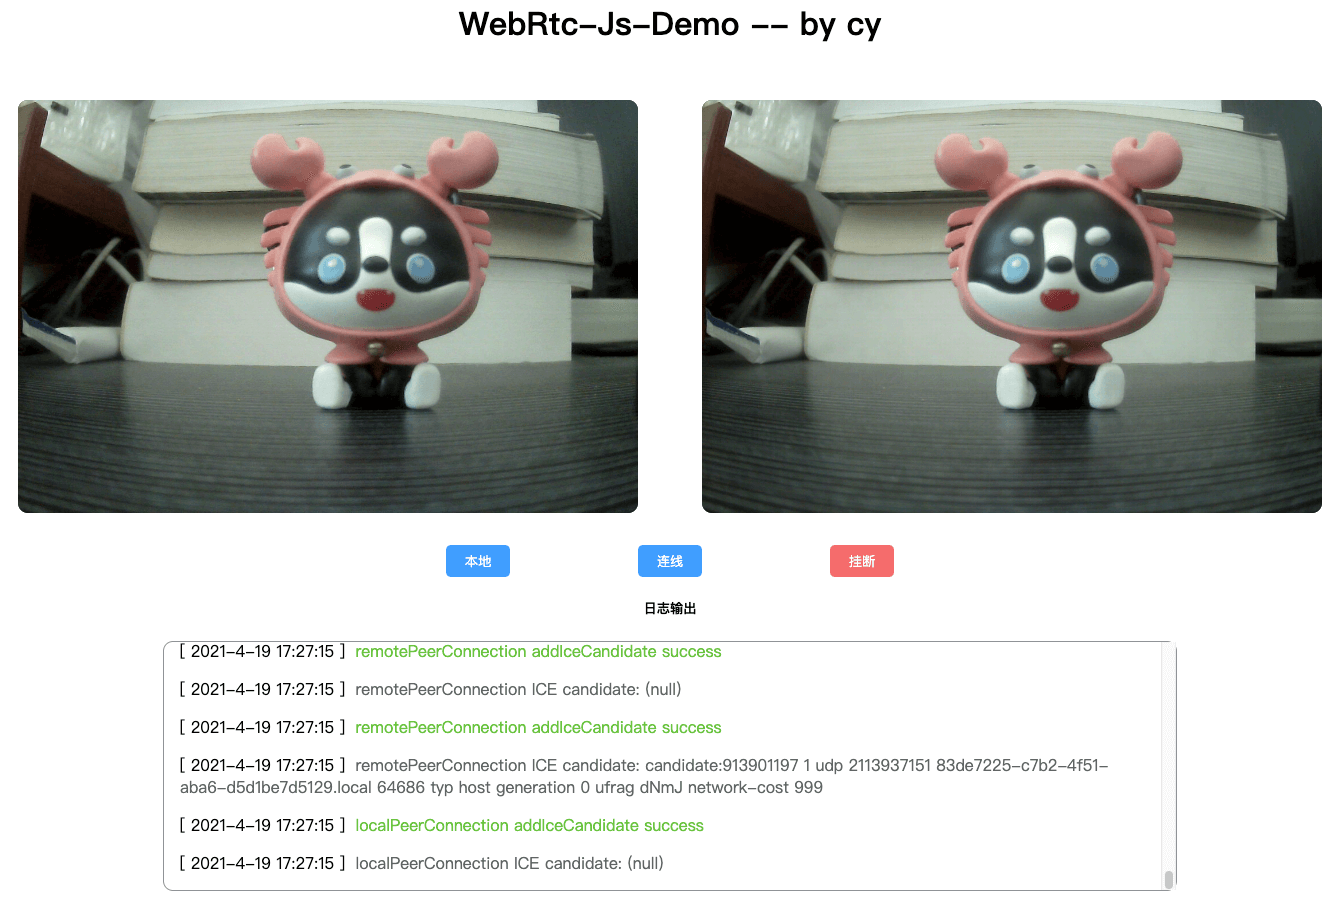 WebRtc-Js-Demo -- by cy
本地
连线
挂断
日志输出
[ 2021-4-19 17:27:15 ] remotePeerConnection addIceCandidate success
[ 2021-4-19 17:27:15 ] remotePeerConnection ICE candidate: (null)
[ 2021-4-19 17:27:15 ] remotePeerConnection addIceCandidate success
[ 2021-4-19 17:27:15 ] remotePeerConnection ICE candidate: candidate:913901197 1 udp 2113937151 83de7225-c7b2-4f51-
aba6-d5d1be7d5129.local 64686 typ host generation 0 ufrag dNmJ network-cost 999
[ 2021-4-19 17:27:15 ] localPeerConnection addIceCandidate success
[ 2021-4-19 17:27:15 ] localPeerConnection ICE candidate: (null)